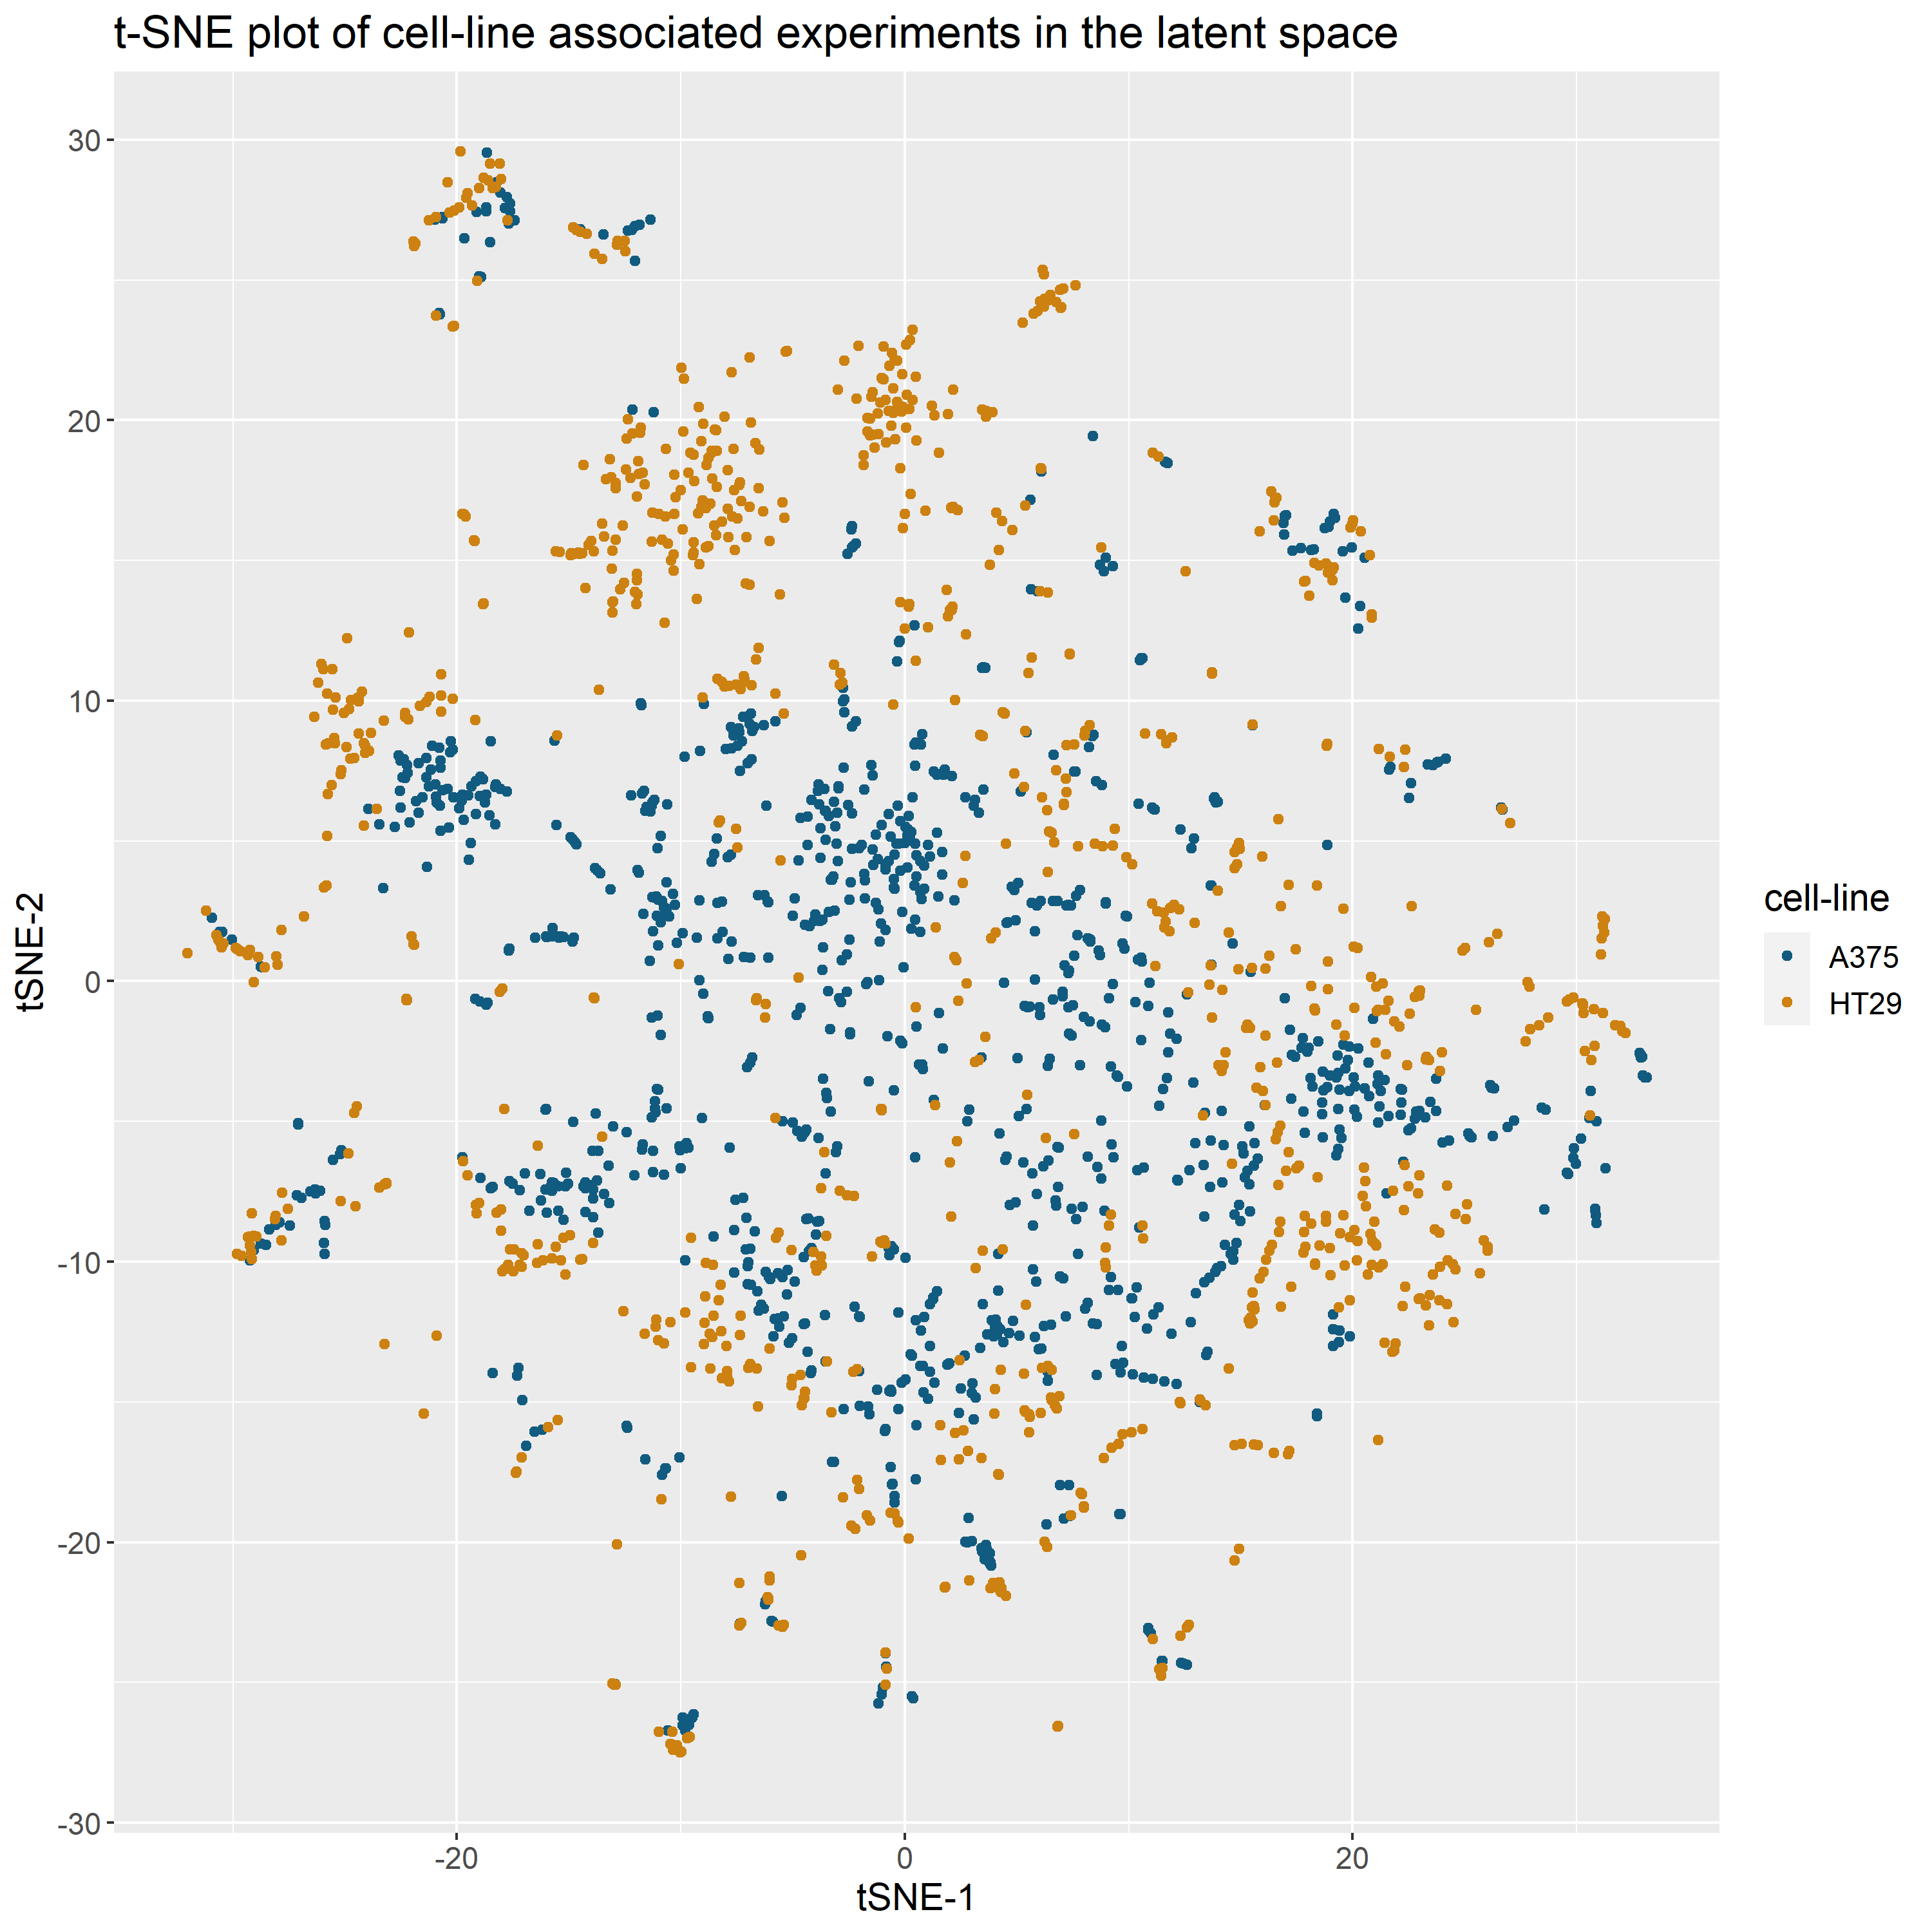 t-SNE plot of cell-line associated experiments in the latent space
30
20
10
0
-10
-20
-30
tSNE-2
-20
0
20
tSNE-1
cell-line
A375
HT29